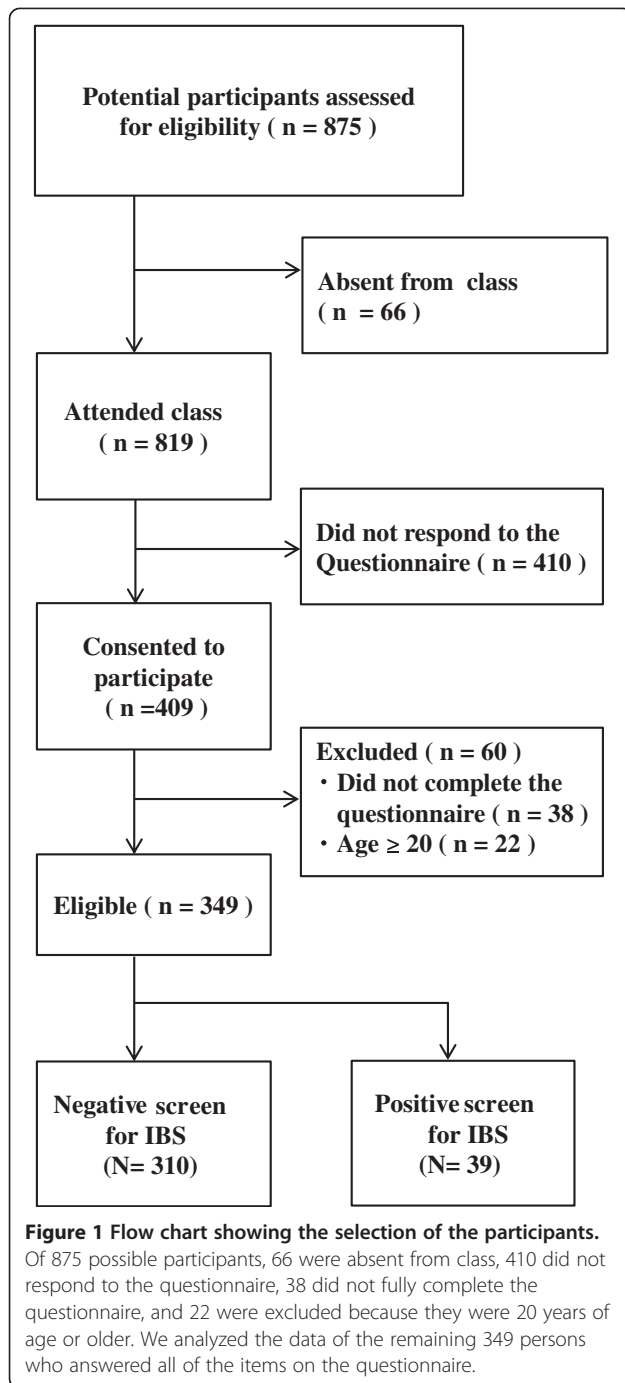 Potential participants assessed
for eligibility ( n = 875 )
Absent from class
( n = 66 )
Attended class
( n = 819 )
Did not respond to the
Questionnaire ( n = 410 )
Consented to
participate
( n =409 )
Excluded ( n = 60 )
・Did not complete the
questionnaire ( n = 38 )
・Age ≥ 20 ( n = 22 )
Eligible ( n = 349 )
Negative screen
for IBS
(N= 310)
Positive screen
for IBS
(N= 39)
Figure 1 Flow chart showing the selection of the participants.
Of 875 possible participants, 66 were absent from class, 410 did not
respond to the questionnaire, 38 did not fully complete the
questionnaire, and 22 were excluded because they were 20 years of
age or older. We analyzed the data of the remaining 349 persons
who answered all of the items on the questionnaire.